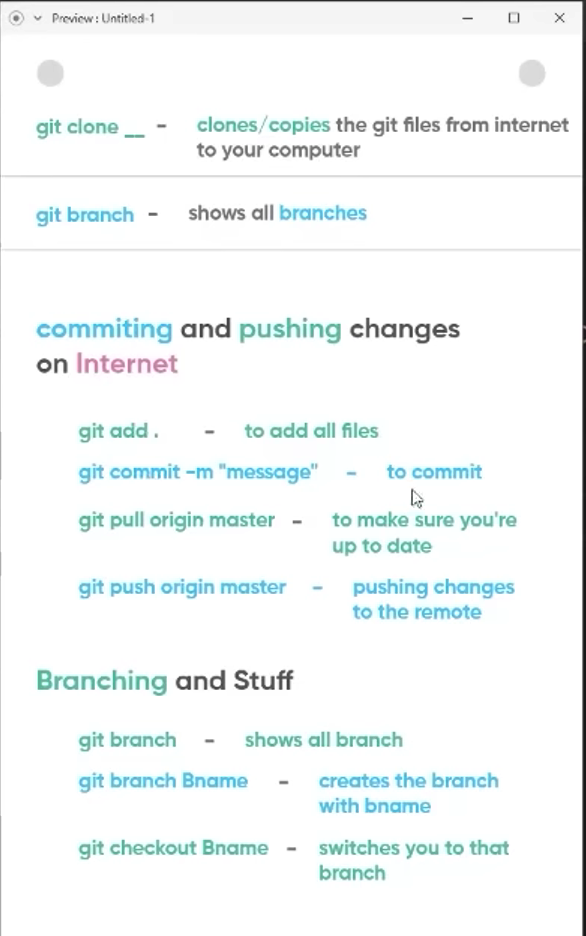 Preview : Untitled-1
git clone __ - clones/copies the git files from internet
to your computer
git branch - shows all branches
commiting and pushing changes
on Internet
git add . - to add all files
git commit -m "message" - to commit
git pull origin master - to make sure you're
up to date
git push origin master - pushing changes
to the remote
Branching and Stuff
git branch - shows all branch
git branch Bname - creates the branch
with bname
git checkout Bname - switches you to that
branch